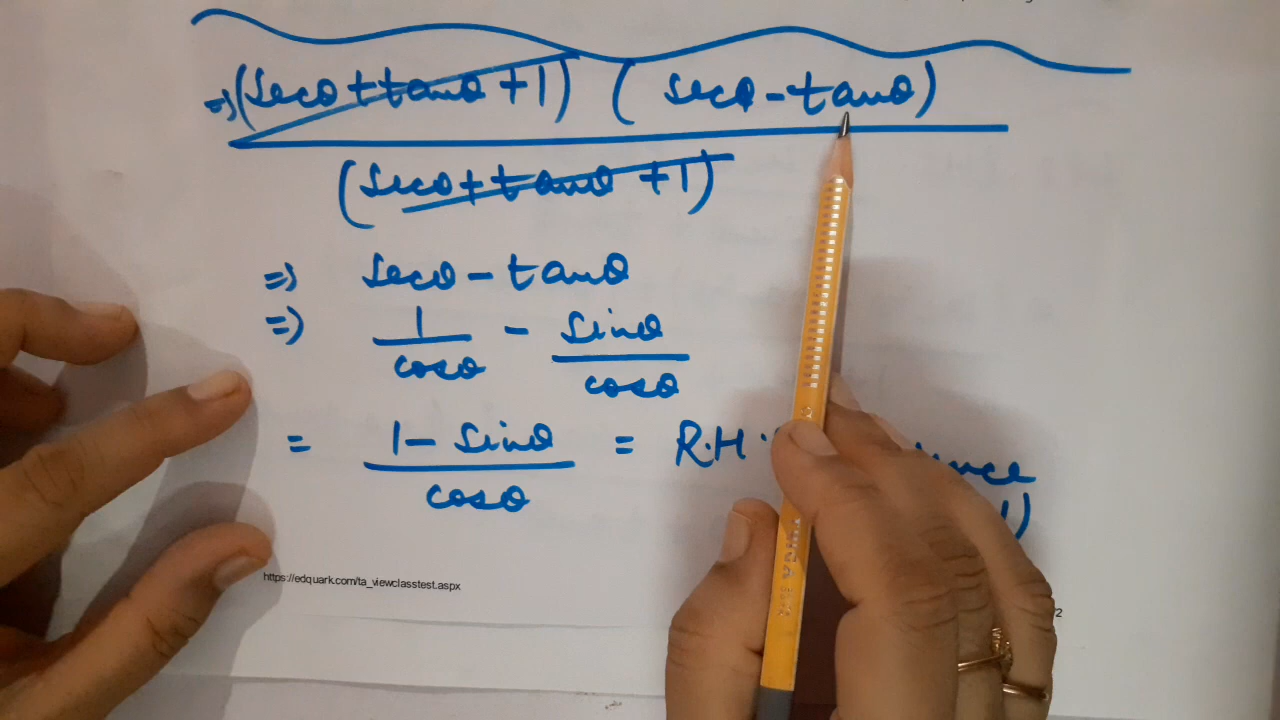 =) (secθ + tanθ + 1) (secθ - tanθ)
(secθ + tanθ + 1)
=) secθ - tanθ
=) 1/cosθ - sinθ/cosθ
= 1 - sinθ/cosθ = R.H.
https://edquark.com/ta_viewclasstest.aspx